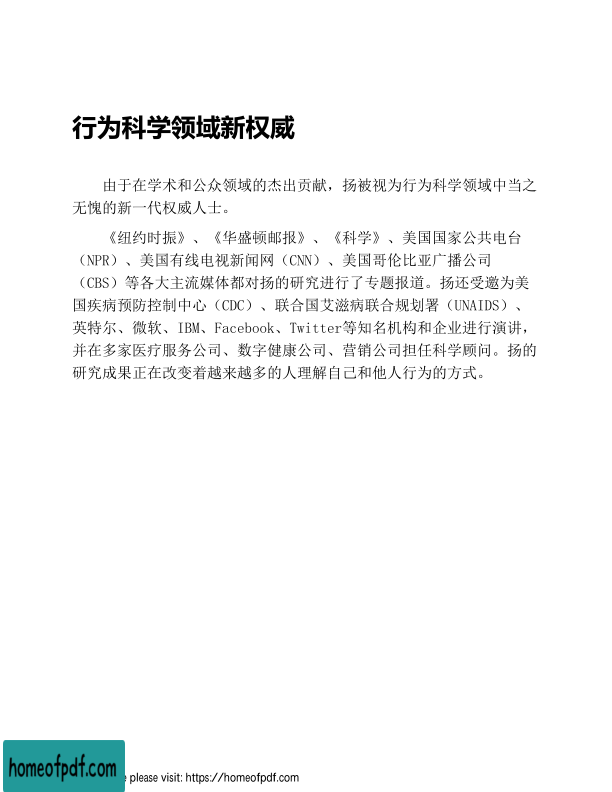 行为科学领域新权威
由于在学术和公众领域的杰出贡献，扬被视为行为科学领域中当之
无愧的新一代权威人士。
《纽约时振》、《华盛顿邮报》、《科学》、美国国家公共电台
（NPR）、美国有线电视新闻网（CNN）、美国哥伦比亚广播公司
（CBS）等各大主流媒体都对扬的研究进行了专题报道。扬还受邀为美
国疾病预防控制中心（CDC）、联合国艾滋病联合规划署（UNAIDS）、
英特尔、微软、IBM、Facebook、Twitter等知名机构和企业进行演讲，
并在多家医疗服务公司、数字健康公司、营销公司担任科学顾问。扬的
研究成果正在改变着越来越多的人理解自己和他人行为的方式。
homeofpdf.com
e please visit: https://homeofpdf.com